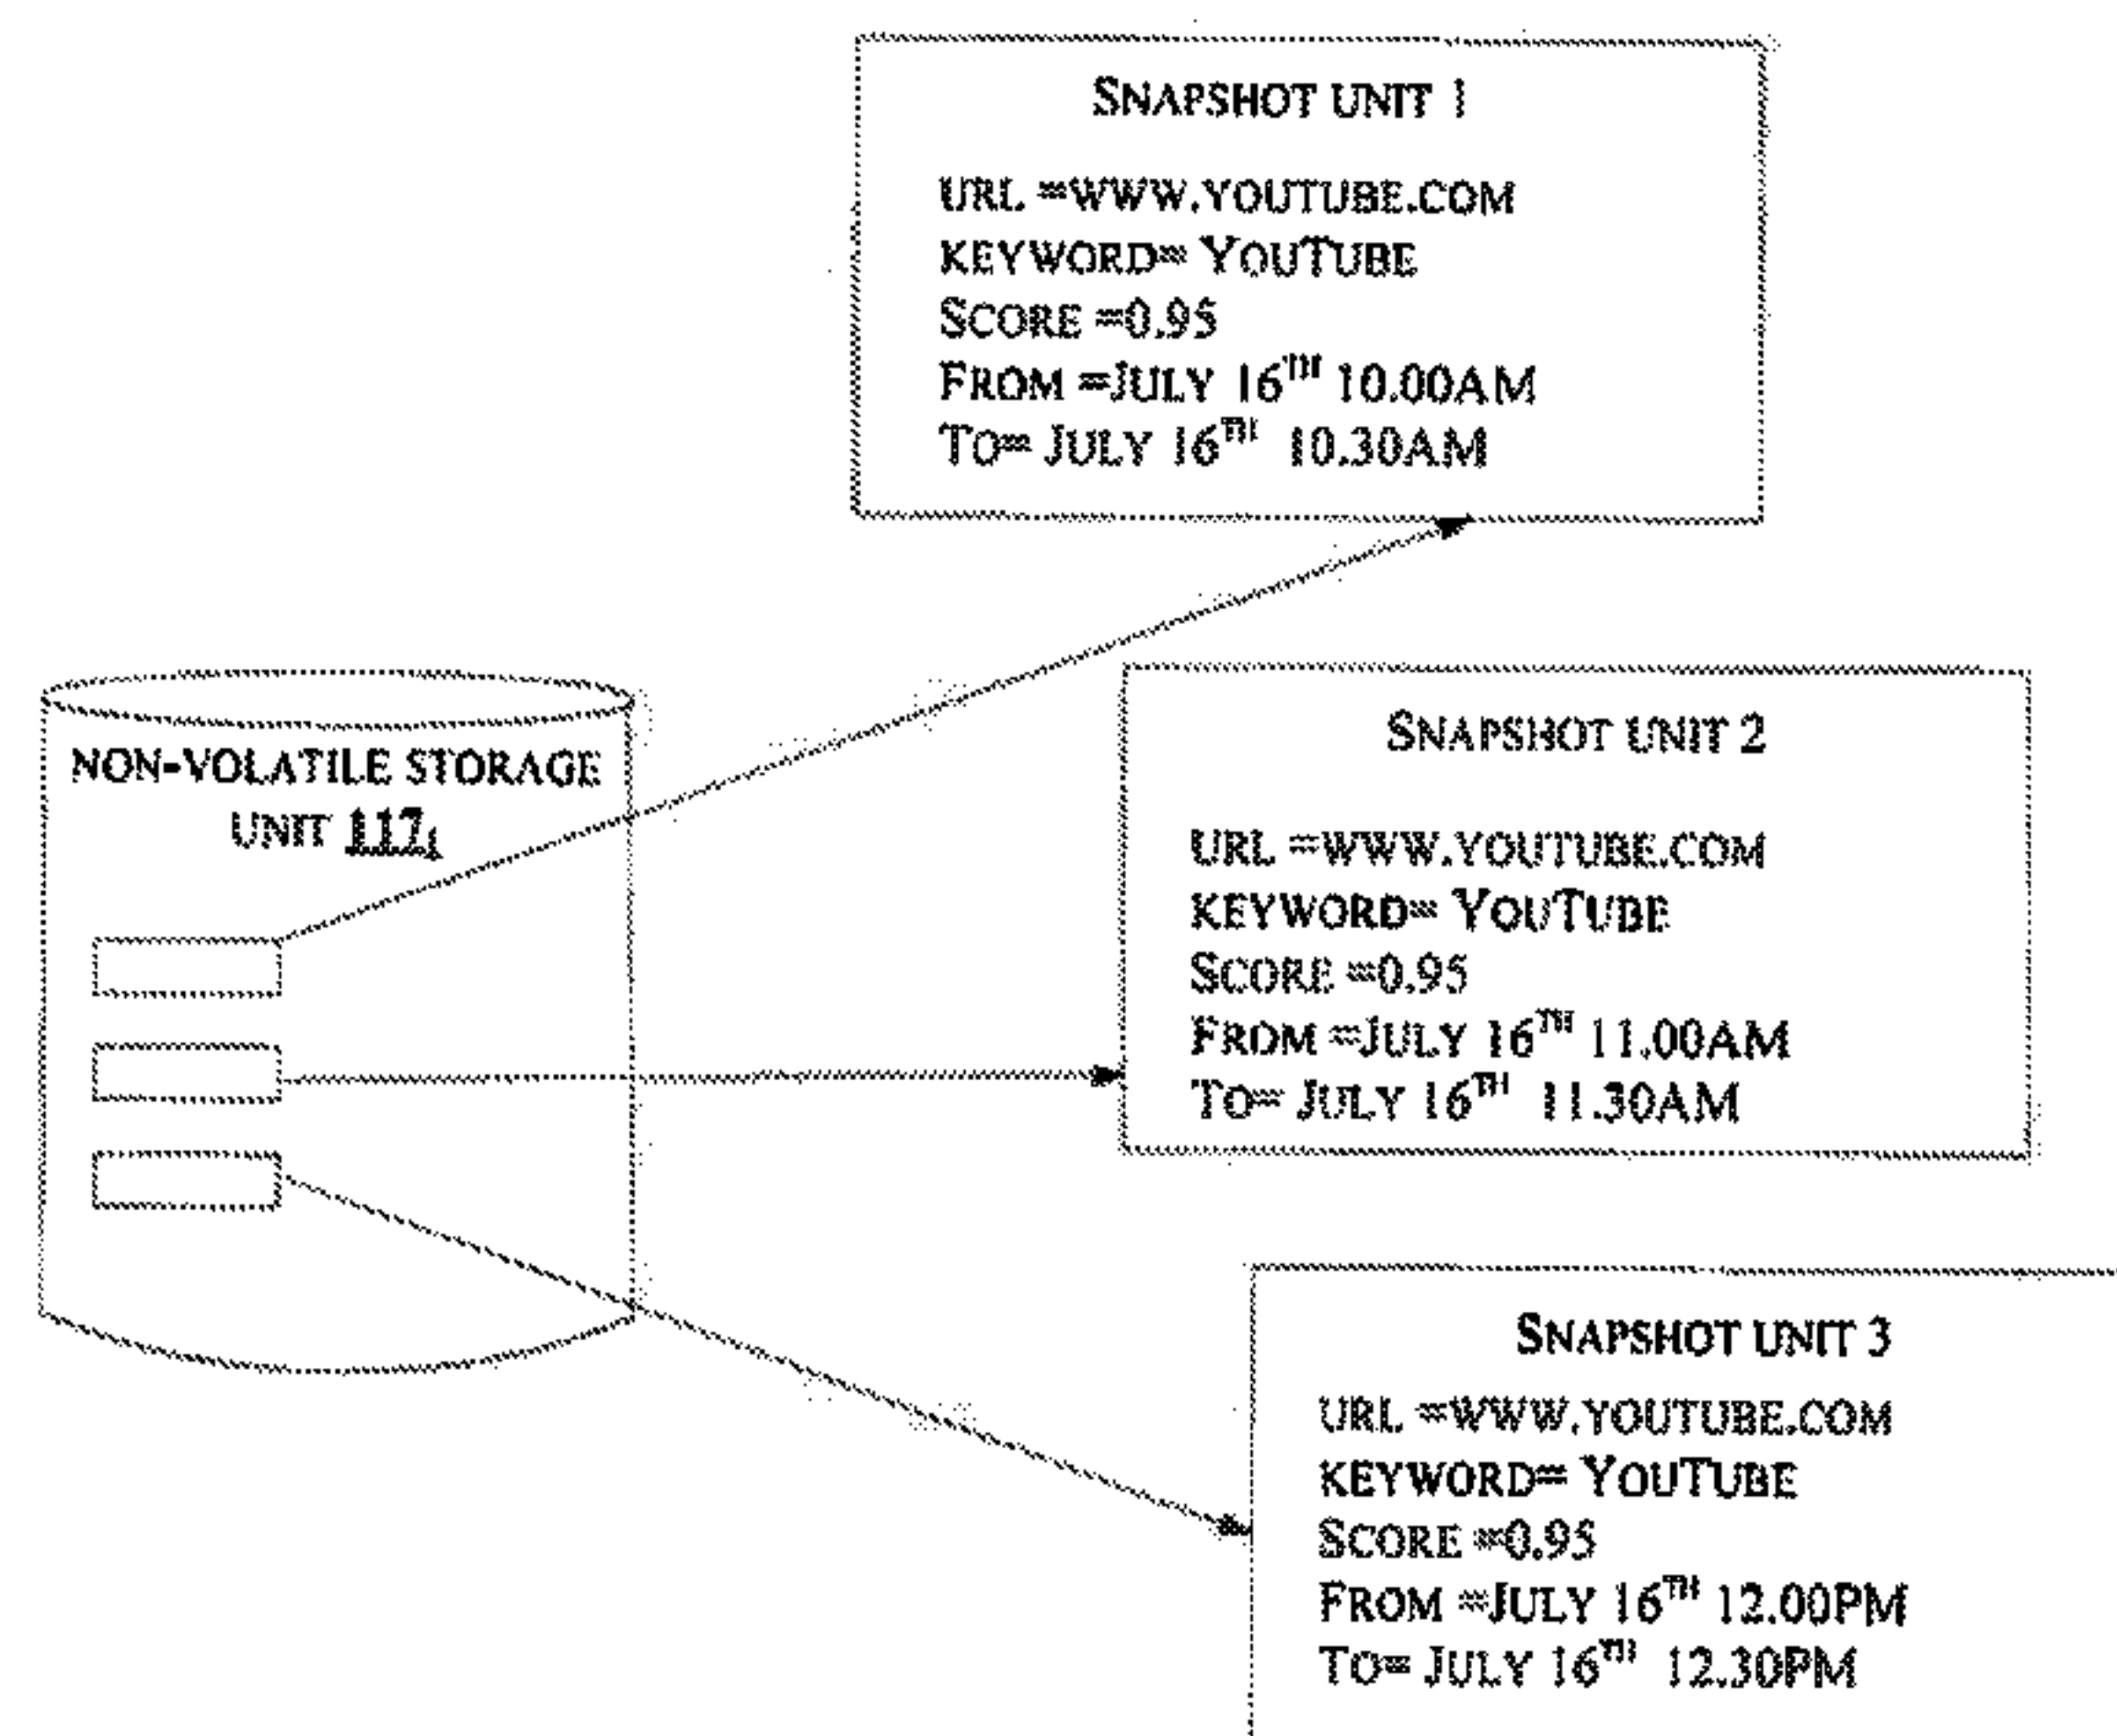 SNAPSHOT UNIT 1
URL =WWW.YOUTUBE.COM
KEYWORD= YOUTUBE
SCORE =0.95
FROM =JULY 16TH 10.00AM
TO= JULY 16TH 10.30AM
NON-VOLATILE STORAGE
UNIT 1171
SNAPSHOT UNIT 2
URL =WWW.YOUTUBE.COM
KEYWORD= YOUTUBE
SCORE =0.95
FROM =JULY 16TH 11.00AM
TO= JULY 16TH 11.30AM
SNAPSHOT UNIT 3
URL =WWW.YOUTUBE.COM
KEYWORD= YOUTUBE
SCORE =0.95
FROM =JULY 16TH 12.00PM
TO= JULY 16TH 12.30PM